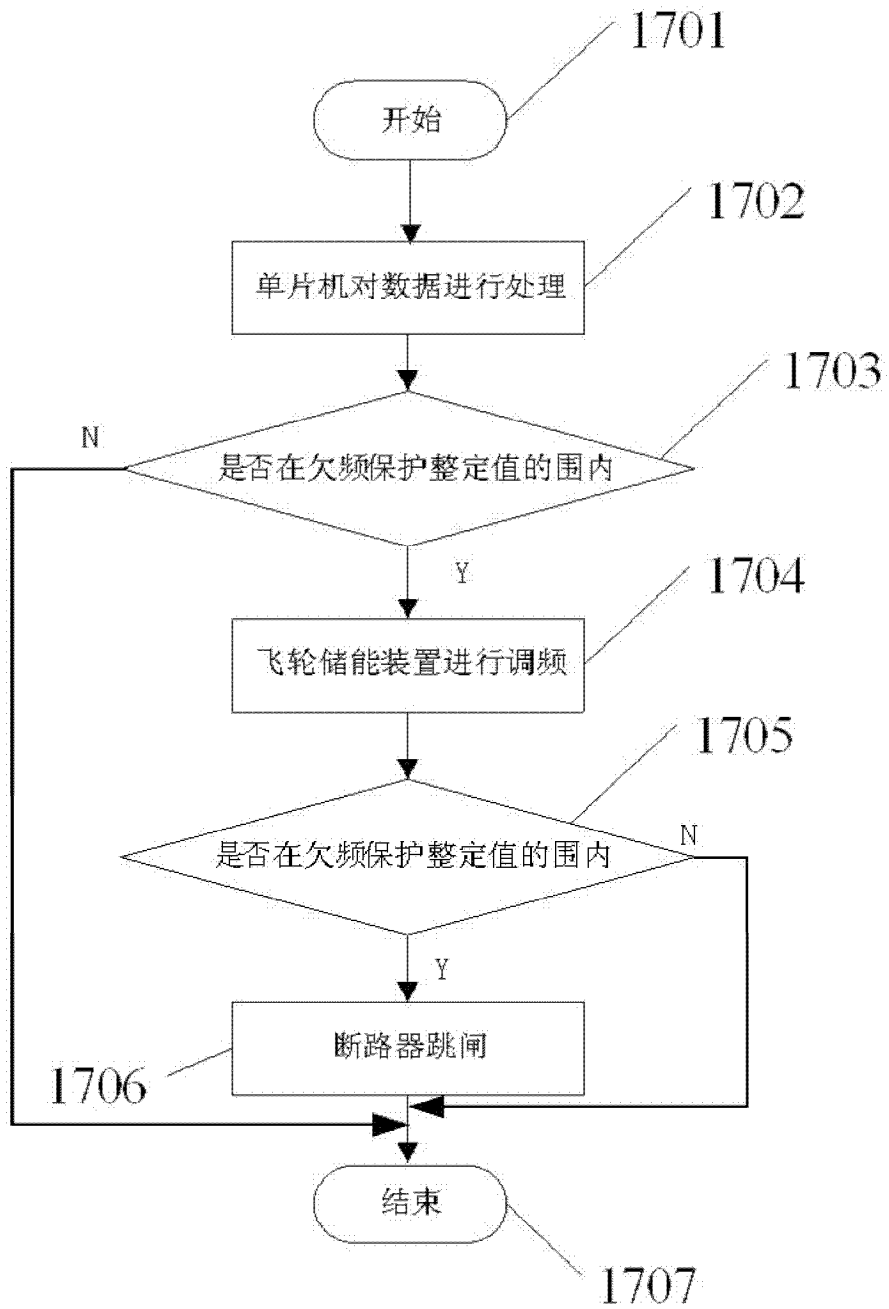 1701
开始
1702
单片机对数据进行处理
1703
N
是否在欠频保护整定值的围内
Y
1704
飞轮储能装置进行调频
1705
N
是否在欠频保护整定值的围内
Y
断路器跳闸
1706
结束
1707